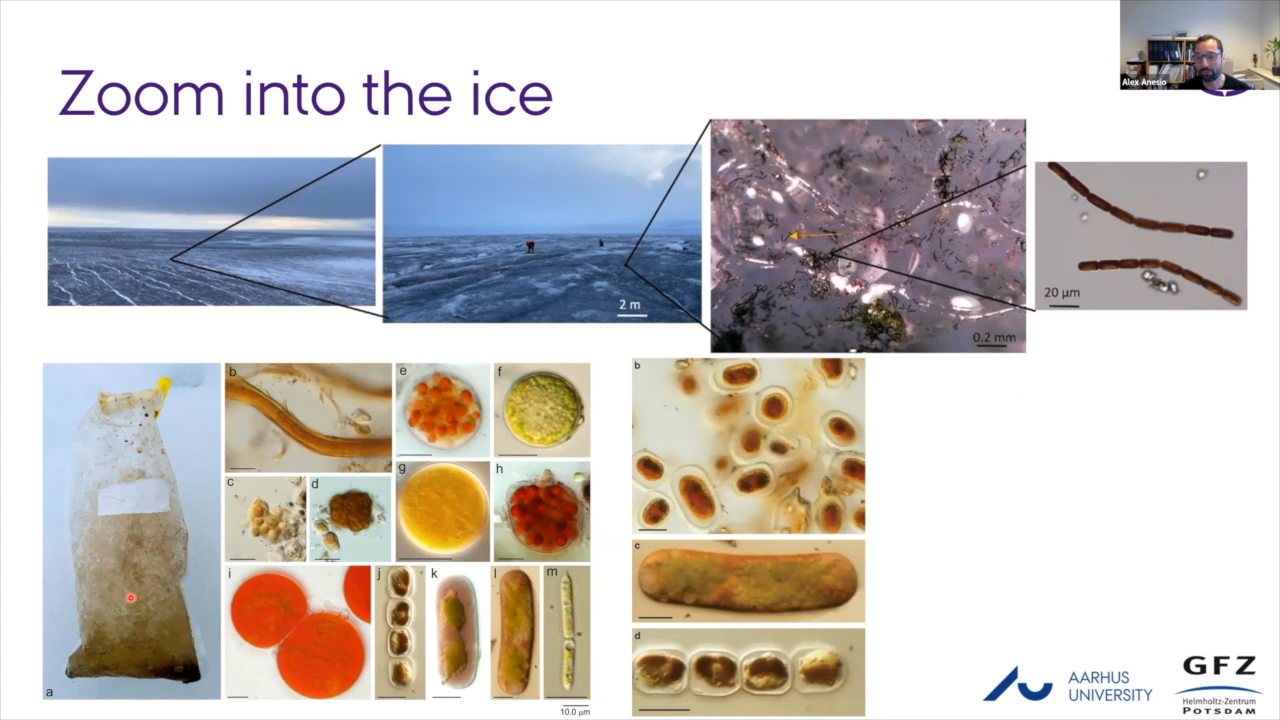 Zoom into the ice
Alex Anesio
2 m
0.2 mm
20 µm
a
b
c
d
e
f
g
h
i
j
k
l
m
10.0 µm
b
c
d
AARHUS
UNIVERSITY
GFZ
Helmholtz-Zentrum
POTSDAM